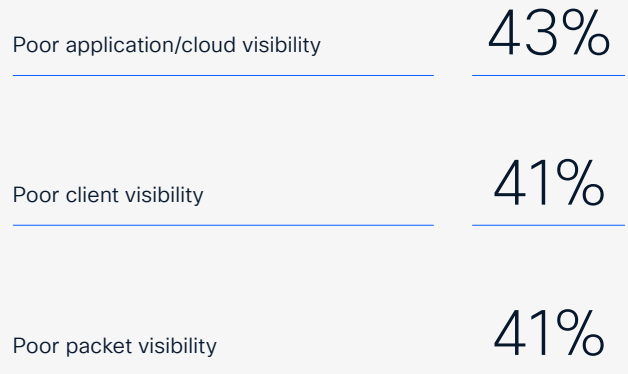 Poor application/cloud visibility 43%
Poor client visibility 41%
Poor packet visibility 41%